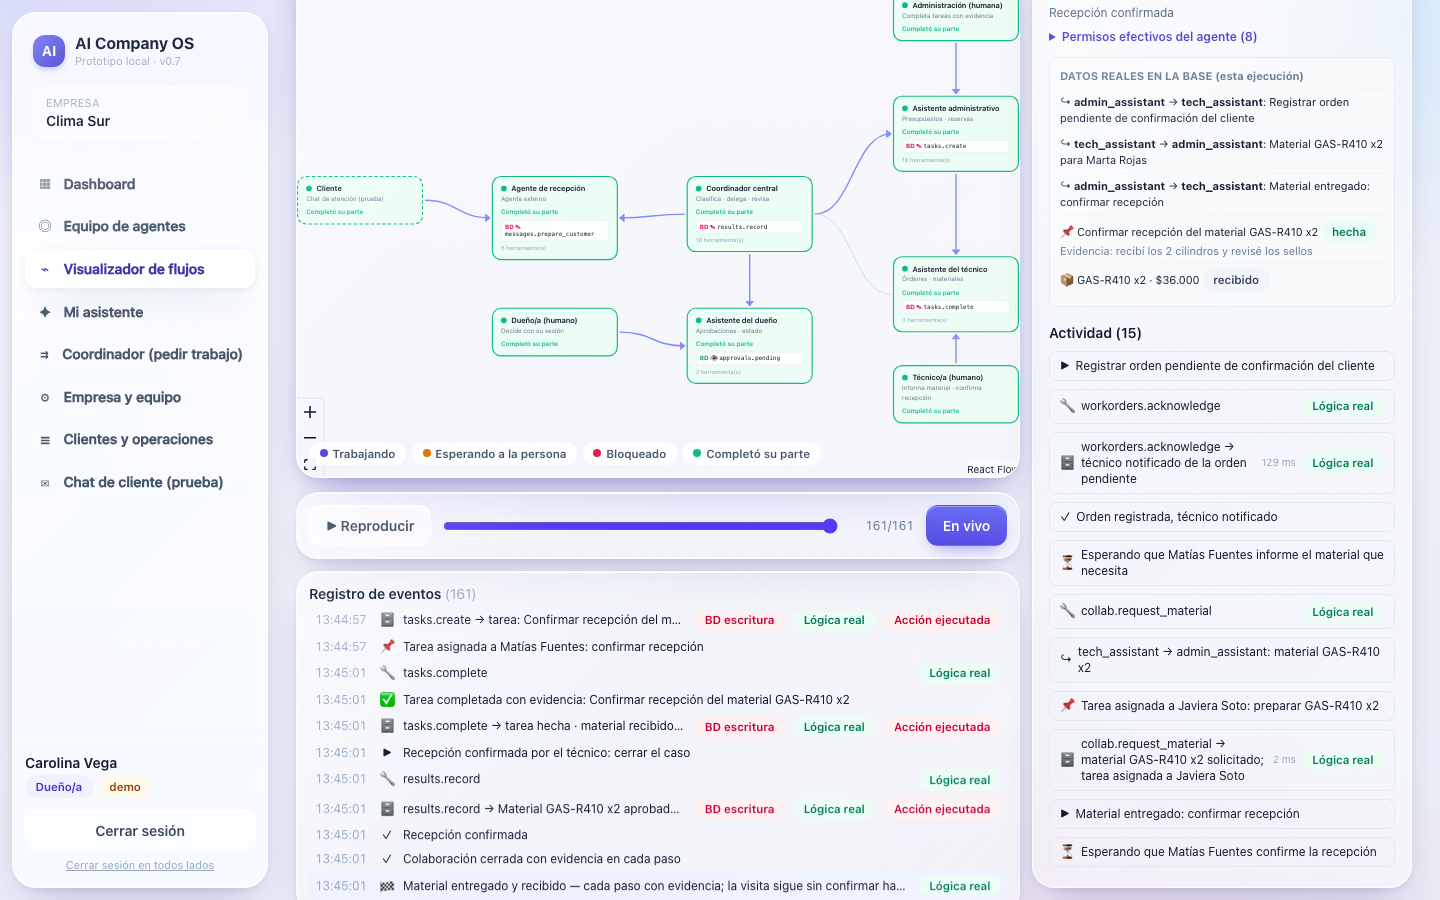 AI
AI Company OS
Prototipo local · v0.7
EMPRESA
Clima Sur
Dashboard
Equipo de agentes
Visualizador de flujos
Mi asistente
Coordinador (pedir trabajo)
Empresa y equipo
Clientes y operaciones
Chat de cliente (prueba)
Carolina Vega
Dueño/a
demo
Cerrar sesión
Cerrar sesión en todos lados
Administración (humana)
Completa tareas con evidencia
Completó su parte
Asistente administrativo
Presupuestos · reservas
Completó su parte
BD tasks.create
18 herramienta(s)
Cliente
Chat de atención (prueba)
Completó su parte
Agente de recepción
Agente externo
Completó su parte
BD
messages.prepare_customer
6 herramienta(s)
Coordinador central
Clasifica · delega · revisa
Completó su parte
BD results.record
18 herramienta(s)
Asistente del técnico
Órdenes · materiales
Completó su parte
BD tasks.complete
3 herramienta(s)
Dueño/a (humano)
Decide con su sesión
Completó su parte
Asistente del dueño
Aprobaciones · estado
Completó su parte
BD approvals.pending
2 herramienta(s)
Técnico/a (humano)
Informa material · confirma
recepción
Completó su parte
Trabajando
Esperando a la persona
Bloqueado
Completó su parte
React Flow
▶ Reproducir
161/161
En vivo
Registro de eventos (161)
13:44:57 tasks.create → tarea: Confirmar recepción del m... BD escritura Lógica real Acción ejecutada
13:44:57 Tarea asignada a Matías Fuentes: confirmar recepción
13:45:01 tasks.complete Lógica real
13:45:01 Tarea completada con evidencia: Confirmar recepción del material GAS-R410 x2
13:45:01 tasks.complete → tarea hecha · material recibido... BD escritura Lógica real Acción ejecutada
13:45:01 ▶ Recepción confirmada por el técnico: cerrar el caso
13:45:01 results.record Lógica real
13:45:01 results.record → Material GAS-R410 x2 aprobad... BD escritura Lógica real Acción ejecutada
13:45:01 ✓ Recepción confirmada
13:45:01 ✓ Colaboración cerrada con evidencia en cada paso
13:45:01 Material entregado y recibido — cada paso con evidencia; la visita sigue sin confirmar ha... Lógica real
Recepción confirmada
▶ Permisos efectivos del agente (8)
DATOS REALES EN LA BASE (esta ejecución)
↪ admin_assistant → tech_assistant: Registrar orden
pendiente de confirmación del cliente
↪ tech_assistant → admin_assistant: Material GAS-R410 x2
para Marta Rojas
↪ admin_assistant → tech_assistant: Material entregado:
confirmar recepción
Confirmar recepción del material GAS-R410 x2 hecha
Evidencia: recibí los 2 cilindros y revisé los sellos
GAS-R410 x2 · $36.000 recibido
Actividad (15)
▶ Registrar orden pendiente de confirmación del cliente
workorders.acknowledge Lógica real
workorders.acknowledge →
técnico notificado de la orden
pendiente
129 ms Lógica real
✓ Orden registrada, técnico notificado
Esperando que Matías Fuentes informe el material que
necesita
collab.request_material Lógica real
↪ tech_assistant → admin_assistant: material GAS-R410
x2
Tarea asignada a Javiera Soto: preparar GAS-R410 x2
collab.request_material →
material GAS-R410 x2 solicitado;
tarea asignada a Javiera Soto
2 ms Lógica real
▶ Material entregado: confirmar recepción
Esperando que Matías Fuentes confirme la recepción